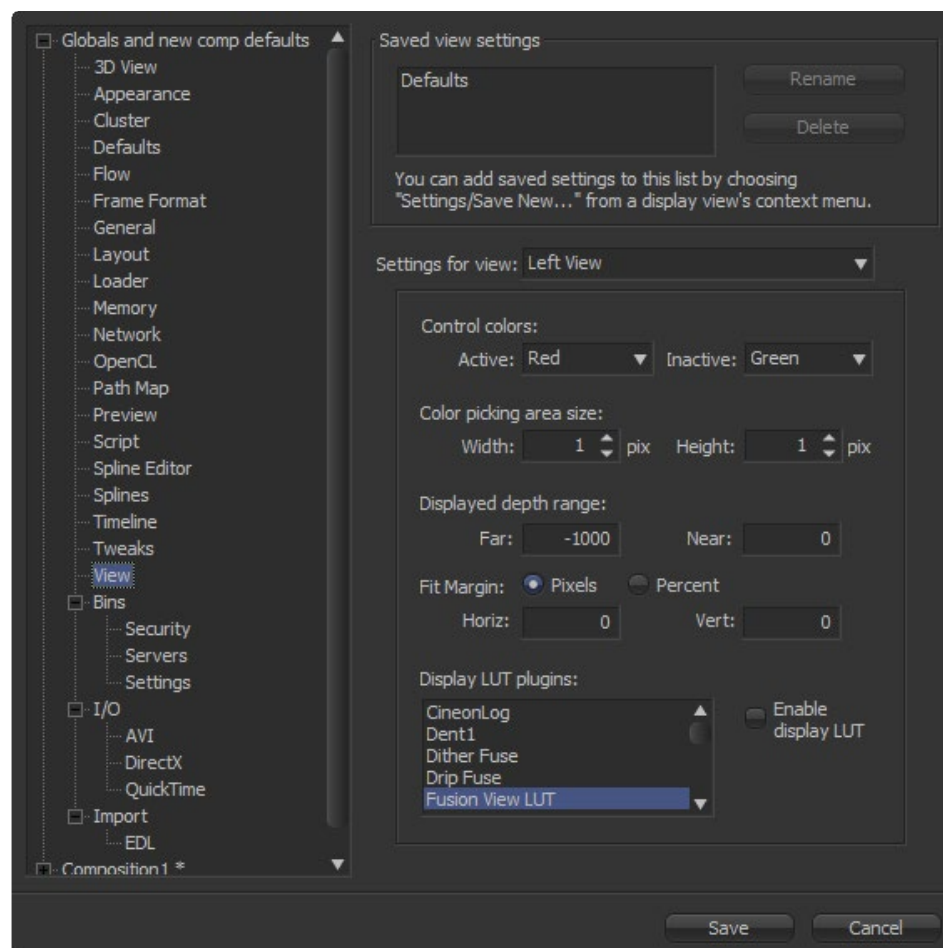 Globals and new comp defaults
3D View
Appearance
Cluster
Defaults
Flow
Frame Format
General
Layout
Loader
Memory
Network
OpenCL
Path Map
Preview
Script
Spline Editor
Splines
Timeline
Tweaks
View
Bins
Security
Servers
Settings
I/O
AVI
DirectX
QuickTime
Import
EDL
Composition1 *
Saved view settings
Defaults
Rename
Delete
You can add saved settings to this list by choosing
"Settings/Save New..." from a display view's context menu.
Settings for view: Left View
Control colors:
Active: Red Inactive: Green
Color picking area size:
Width: 1 pix Height: 1 pix
Displayed depth range:
Far: -1000 Near: 0
Fit Margin: Pixels Percent
Horiz: 0 Vert: 0
Display LUT plugins:
CineonLog
Dent1
Dither Fuse
Drip Fuse
Fusion View LUT
Enable
display LUT
Save Cancel